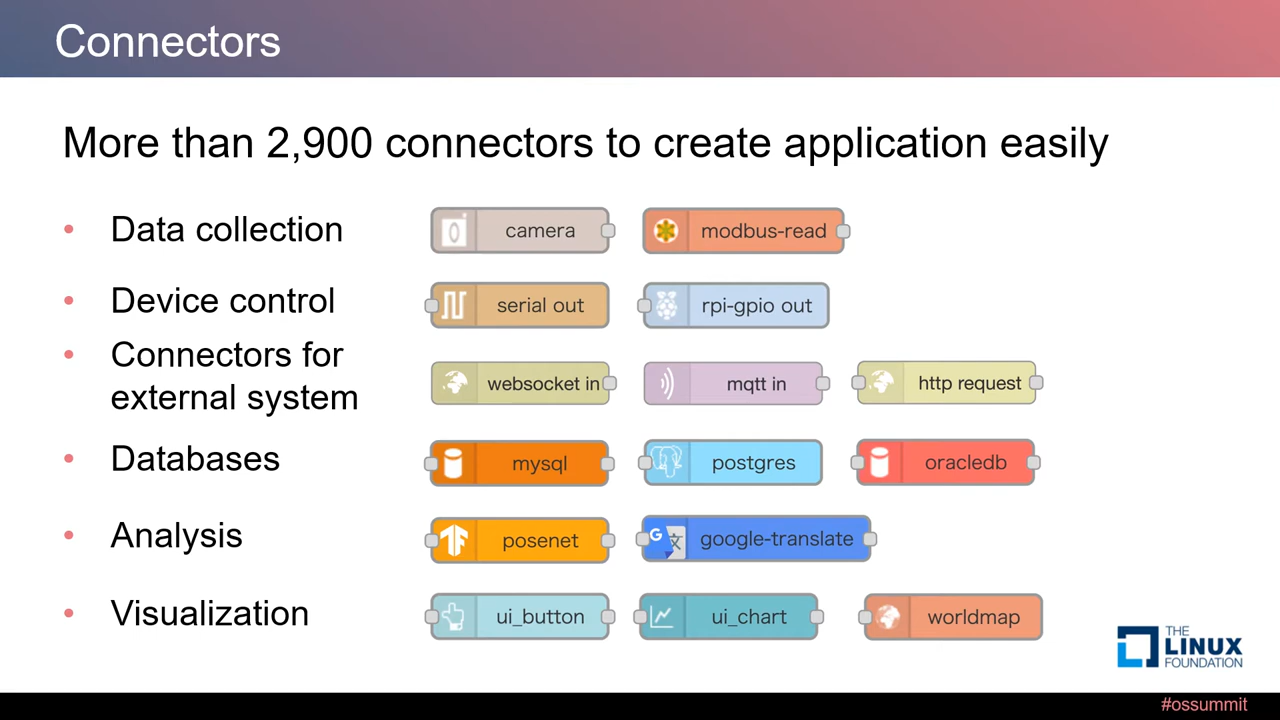 Connectors
More than 2,900 connectors to create application easily
• Data collection
camera
modbus-read
• Device control
serial out
rpi-gpio out
• Connectors for
external system
websocket in
mqtt in
http request
• Databases
mysql
postgres
oracledb
• Analysis
posenet
G 文
google-translate
• Visualization
ui_button
ui_chart
worldmap
THE
LINUX
FOUNDATION
#ossummit